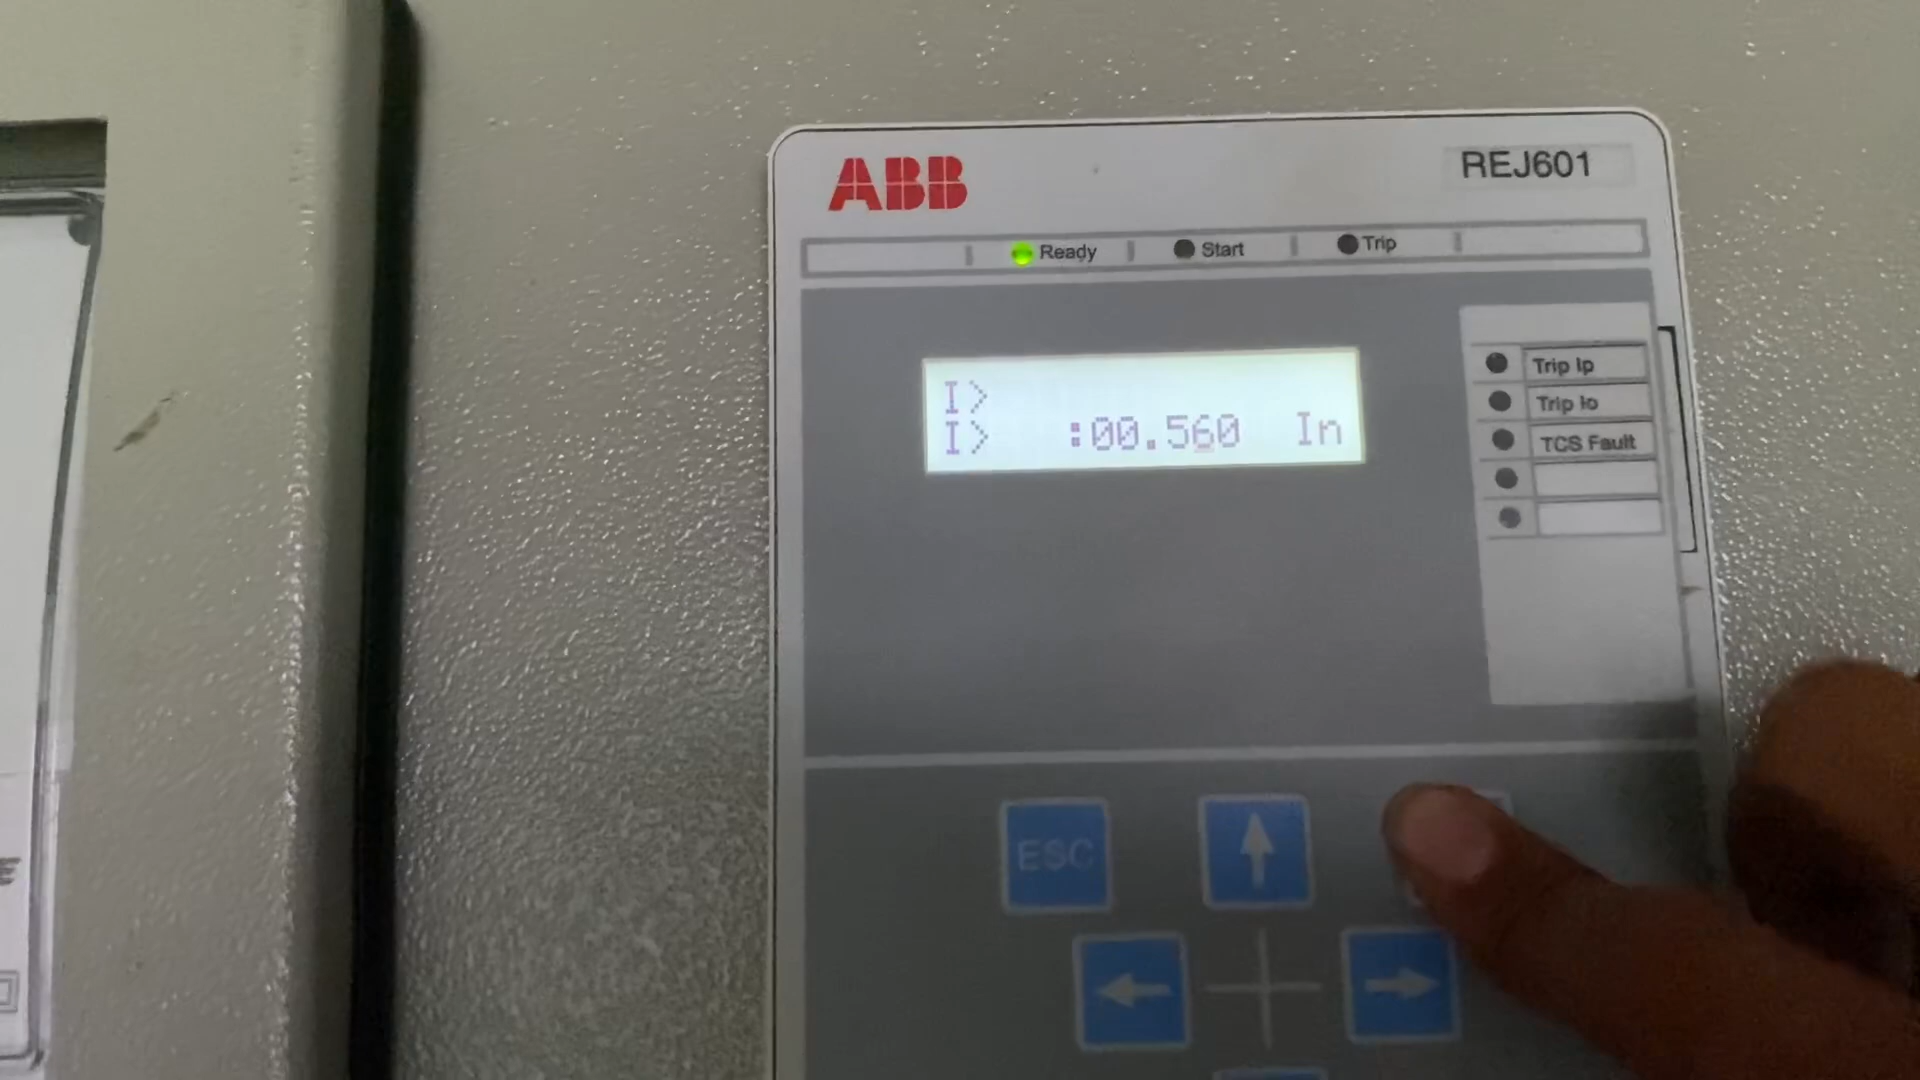 ABB
REJ601
Ready
Start
Trip
I>
I> :00.560 In
Trip Ip
Trip Io
TCS Fault
ESC